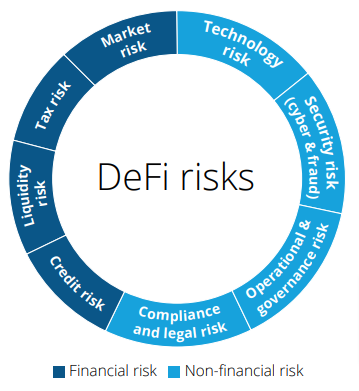 DeFi risks
Technology
risk
Security risk
(cyber & fraud)
Operational &
governance risk
Compliance
and legal risk
Credit risk
Liquidity
risk
Tax risk
Market
risk
Financial risk
Non-financial risk